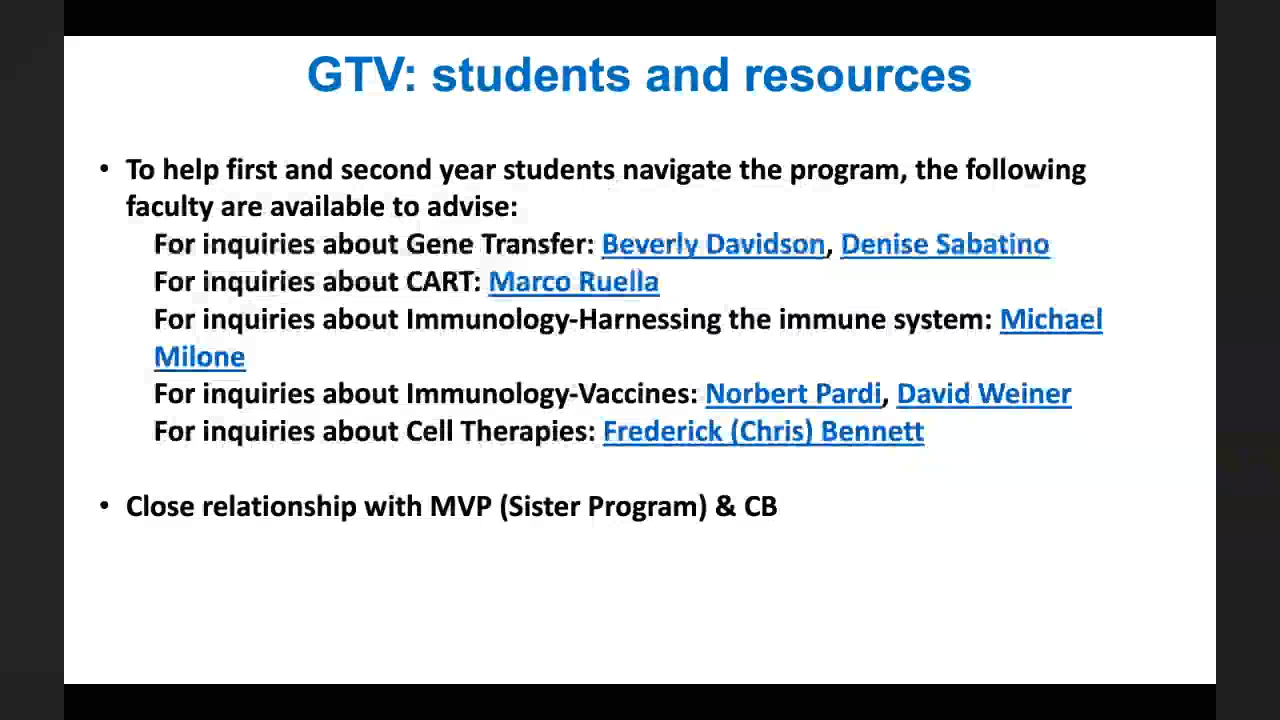 GTV: students and resources
• To help first and second year students navigate the program, the following
faculty are available to advise:
For inquiries about Gene Transfer: Beverly Davidson, Denise Sabatino
For inquiries about CART: Marco Ruella
For inquiries about Immunology-Harnessing the immune system: Michael
Milone
For inquiries about Immunology-Vaccines: Norbert Pardi, David Weiner
For inquiries about Cell Therapies: Frederick (Chris) Bennett
• Close relationship with MVP (Sister Program) & CB